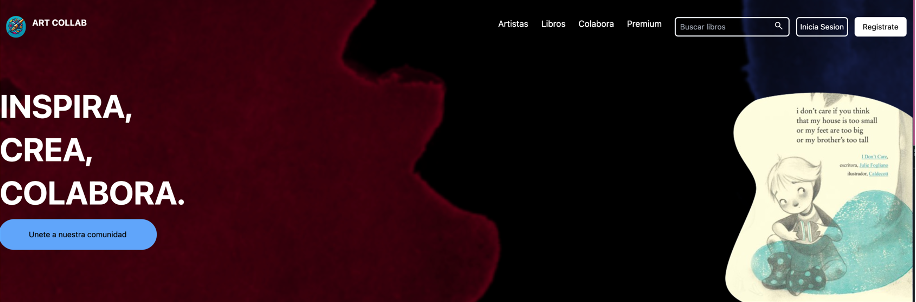 ART COLLAB
Artistas Libros Colabora Premium Buscar libros Inicia Sesion Registrate
INSPIRA,
CREA,
COLABORA.
Unete a nuestra comunidad
i don't care if you think
that my house is too small
or my feet are too big
or my brother's too tall
I Don't Care,
escritora, Julie Fogliano
ilustrador, Caldecott